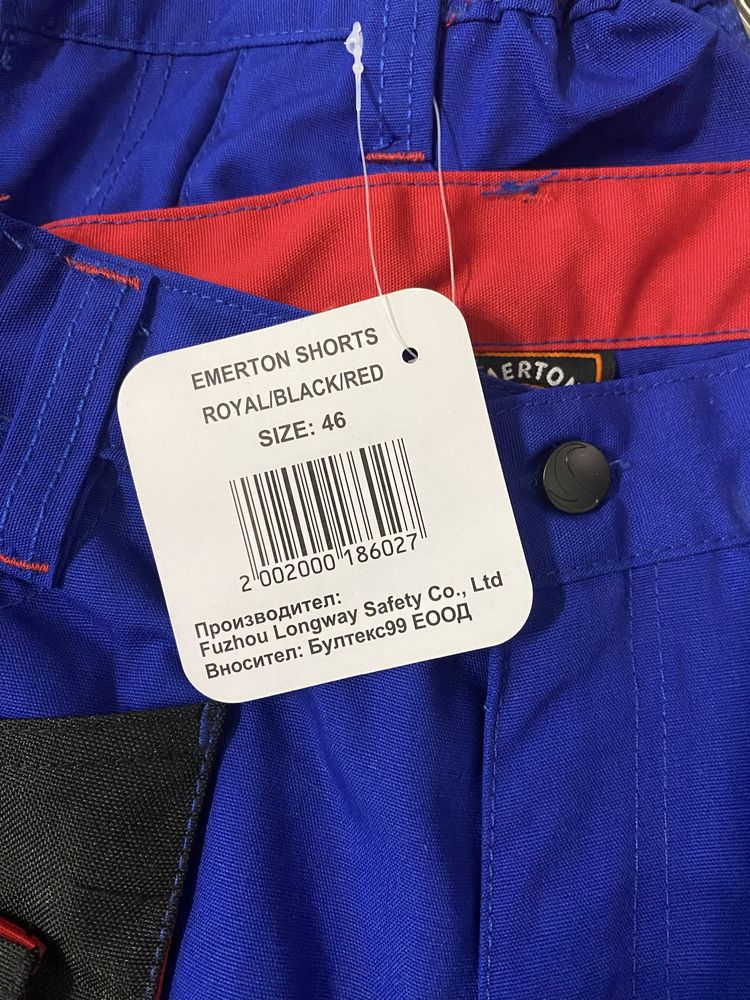 EMERTON SHORTS
ROYAL/BLACK/RED
SIZE: 46
2 002000 186027
Производител:
Fuzhou Longway Safety Co., Ltd
Вносител: Бултекс99 ЕООД
MERTON